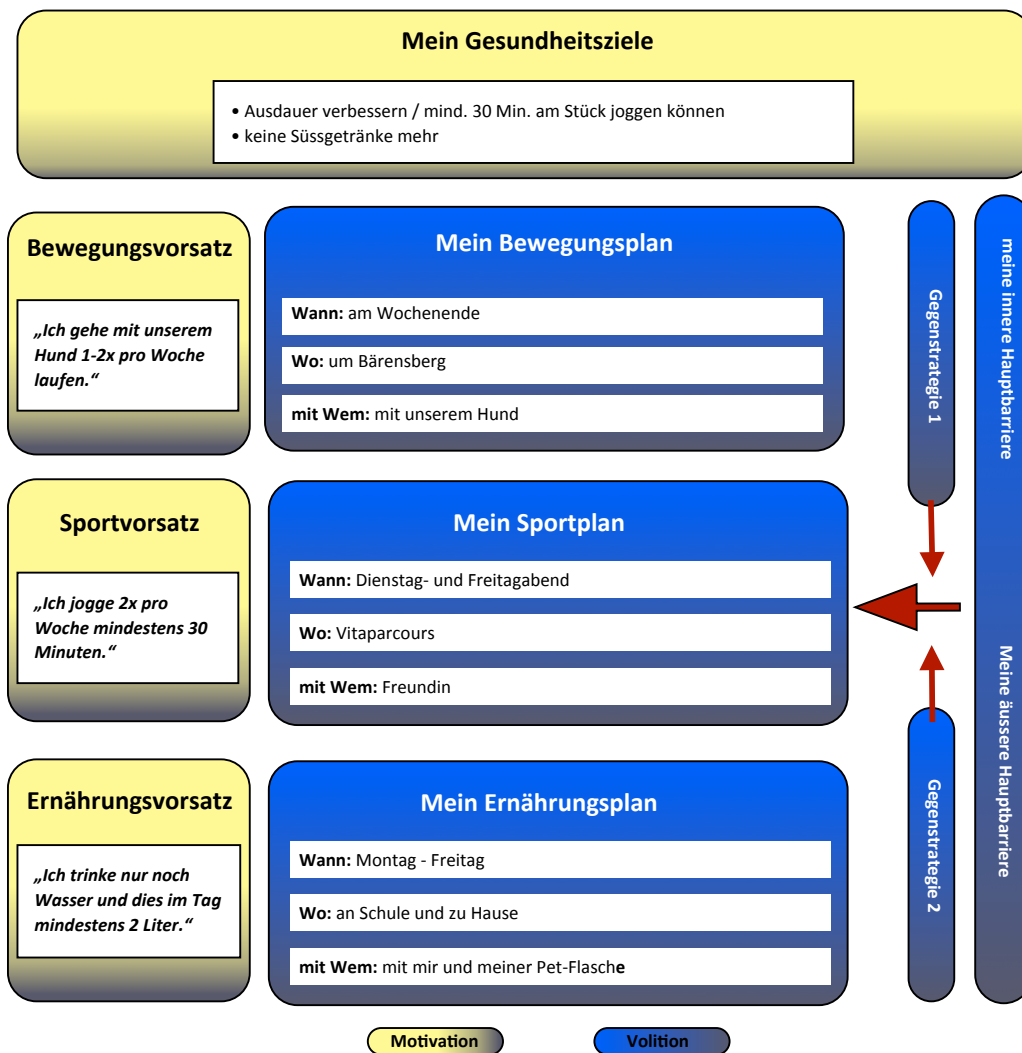 Mein Gesundheitsziele
• Ausdauer verbessern / mind. 30 Min. am Stück joggen können
• keine Süssgetränke mehr
Bewegungsvorsatz
„Ich gehe mit unserem
Hund 1-2x pro Woche
laufen.“
Mein Bewegungsplan
Wann: am Wochenende
Wo: um Bärensberg
mit Wem: mit unserem Hund
Sportvorsatz
„Ich jogge 2x pro
Woche mindestens 30
Minuten.“
Mein Sportplan
Wann: Dienstag- und Freitagabend
Wo: Vitaparcours
mit Wem: Freundin
Ernährungsvorsatz
„Ich trinke nur noch
Wasser und dies im Tag
mindestens 2 Liter.“
Mein Ernährungsplan
Wann: Montag - Freitag
Wo: an Schule und zu Hause
mit Wem: mit mir und meiner Pet-Flasche
Gegenstrategie 1
Gegenstrategie 2
meine innere Hauptbarriere
Meine äussere Hauptbarriere
Motivation
Volition